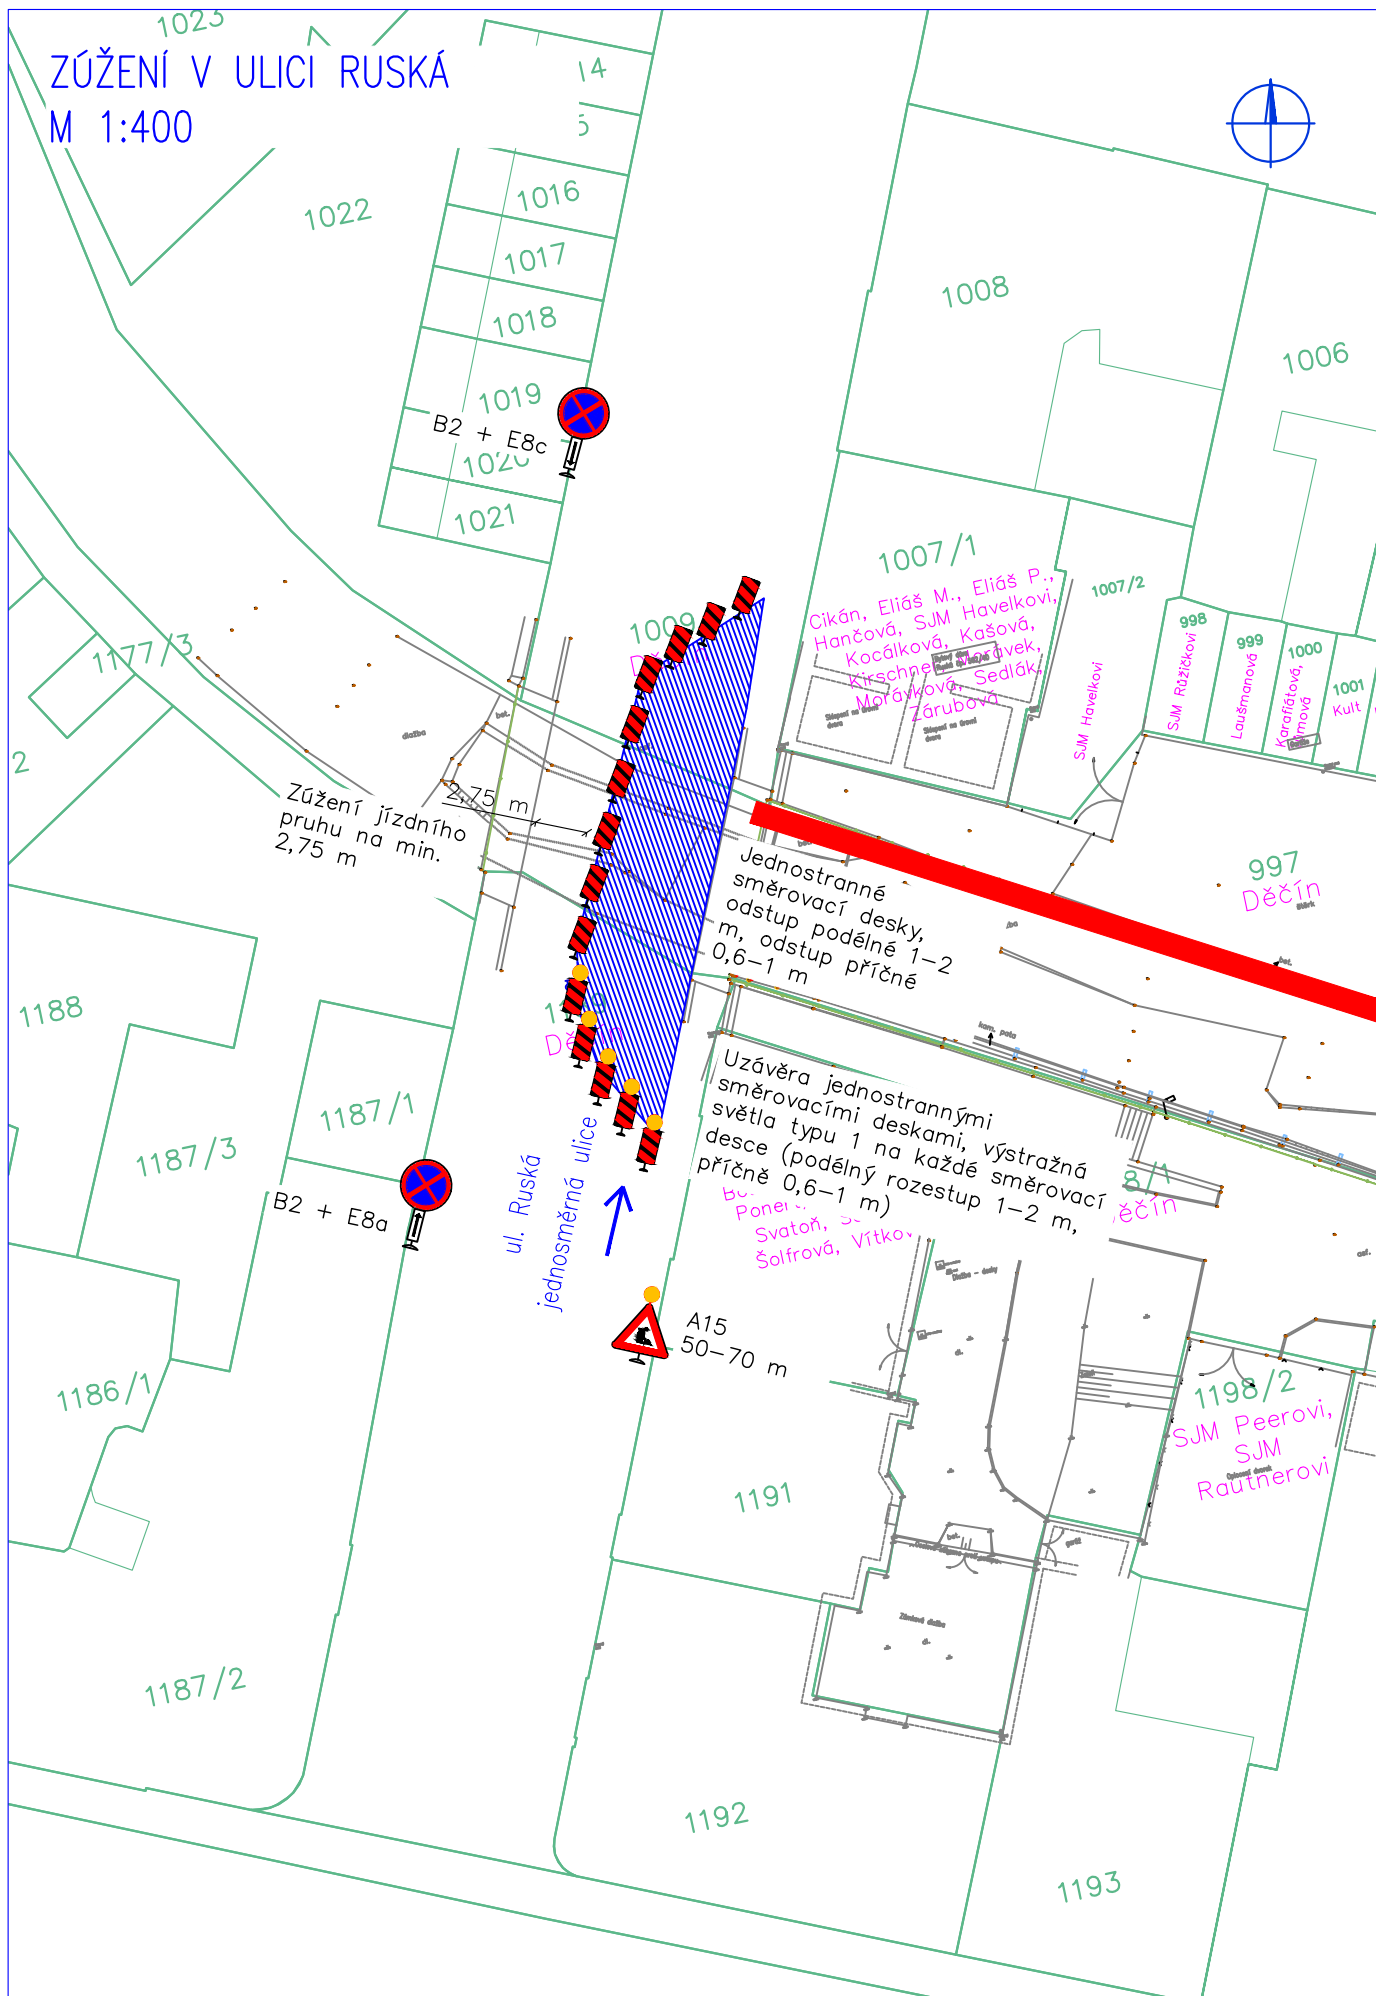 ZÚŽENÍ V ULICI RUSKÁ
M 1:400
1023
1022
14
1016
1017
1018
1019
B2 + E8c
1021
1008
1006
1007/1
1007/2
Cikán, Eliáš M., Eliáš P.,
Hančová, SJM Havelkovi,
Kocálková, Kašová,
Morávková, Sedlák,
Zárubová
SJM Havelkovi
998
SJM Růžičkovi
999
Laušmanová
1000
Karafiátová,
1001
Kult
1009
1177/3
2
dlažba
bet.
2,75 m
Zúžení jízdního
pruhu na min.
2,75 m
997
Děčín
Jednostranné
směrovací desky,
odstup podélné 1-2
m, odstup příčné
0,6-1 m
Uzávěra jednostrannými
směrovacími deskami, výstražná
světla typu 1 na každé směrovací
desce (podélný rozestup 1-2 m,
příčně 0,6-1 m)
Svatoň,
Šolfrová,
1188
1187/1
1187/3
B2 + E8a
ul. Ruská
jednosměrná ulice
A15
50-70 m
1186/1
1187/2
1191
1192
1193
1198/2
SJM Peerovi,
SJM
Rautnerovi
Zámková dlažba